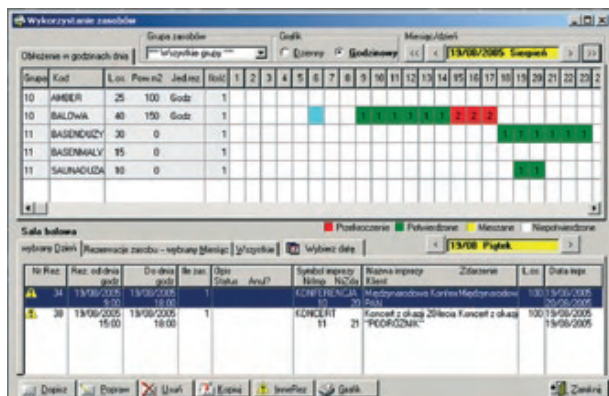 Wykorzystanie zasobów
Grupa zasobów Grafik Miesiąc/dzień
Obłożenie w godzinach dnia *** Wszystkie grupy *** Dzienny Godzinowy << < 19/08/2005 Sierpień > >>
Grupa Kod L.os. Pow m2 Jed.rez Ilość 1 2 3 4 5 6 7 8 9 10 11 12 13 14 15 16 17 18 19 20 21 22 23 2
10 AMBER 25 100 Godz 1
10 BALOWA 40 150 Godz 1 1 1 1 1 1 1 2 2 2
11 BASENDUZY 30 0 1 1 1 1 1 1 1
11 BASENMALY 15 0 1
11 SAUNADUZA 10 0 1 1 1
Sala balowa Przekroczenie Potwierdzone Mieszane Niepotwierdzone
wybrany Dzień Rezerwacje zasobu - wybrany Miesiąc Wszystkie Wybierz datę < 19/08 Piątek >
Nr Rez. Rez. od dnia Do dnia Ile zas. Opis Symbol imprezy Nazwa imprezy Zdarzenie L.os Data impr.
godz godz Status Anul? NrImp NrZda Klient
34 19/08/2005 19/08/2005 1 KONFERENCJA 100 19/08/2005
9:00 18:00 10 20 PAN 20/08/2005
38 19/08/2005 19/08/2005 1 KONCERT Koncert z okazji 20lecia Koncert z okazji 100 19/08/2005
15:00 18:00 11 21 "PODRÓŻNIK" 19/08/2005
Dopisz Popraw Usuń Kopiuj InneRez Grafik Zamknij